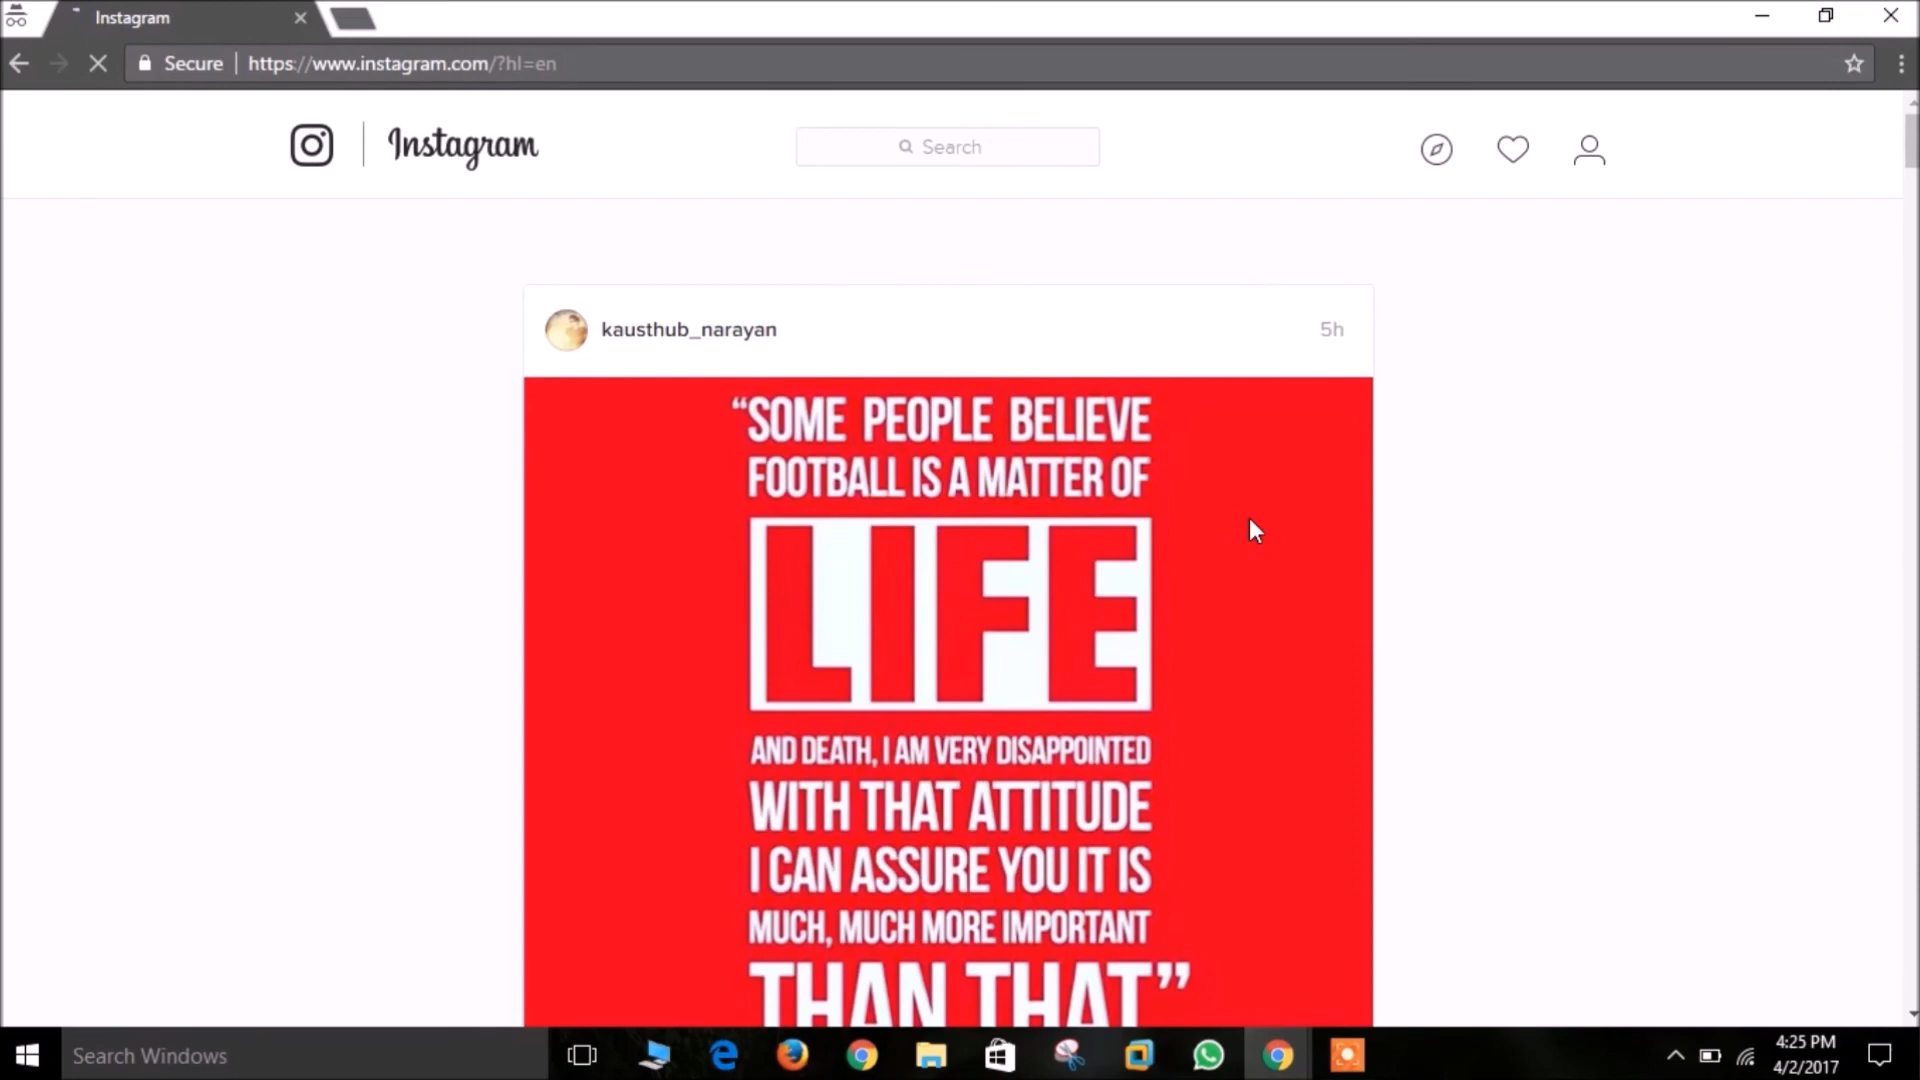 Instagram
Secure https://www.instagram.com/?hl=en
Instagram
Search
kausthub_narayan
5h
“SOME PEOPLE BELIEVE
FOOTBALL IS A MATTER OF
LIFE
AND DEATH, I AM VERY DISAPPOINTED
WITH THAT ATTITUDE
I CAN ASSURE YOU IT IS
MUCH, MUCH MORE IMPORTANT
THAN THAT”
Search Windows
4:25 PM
4/2/2017